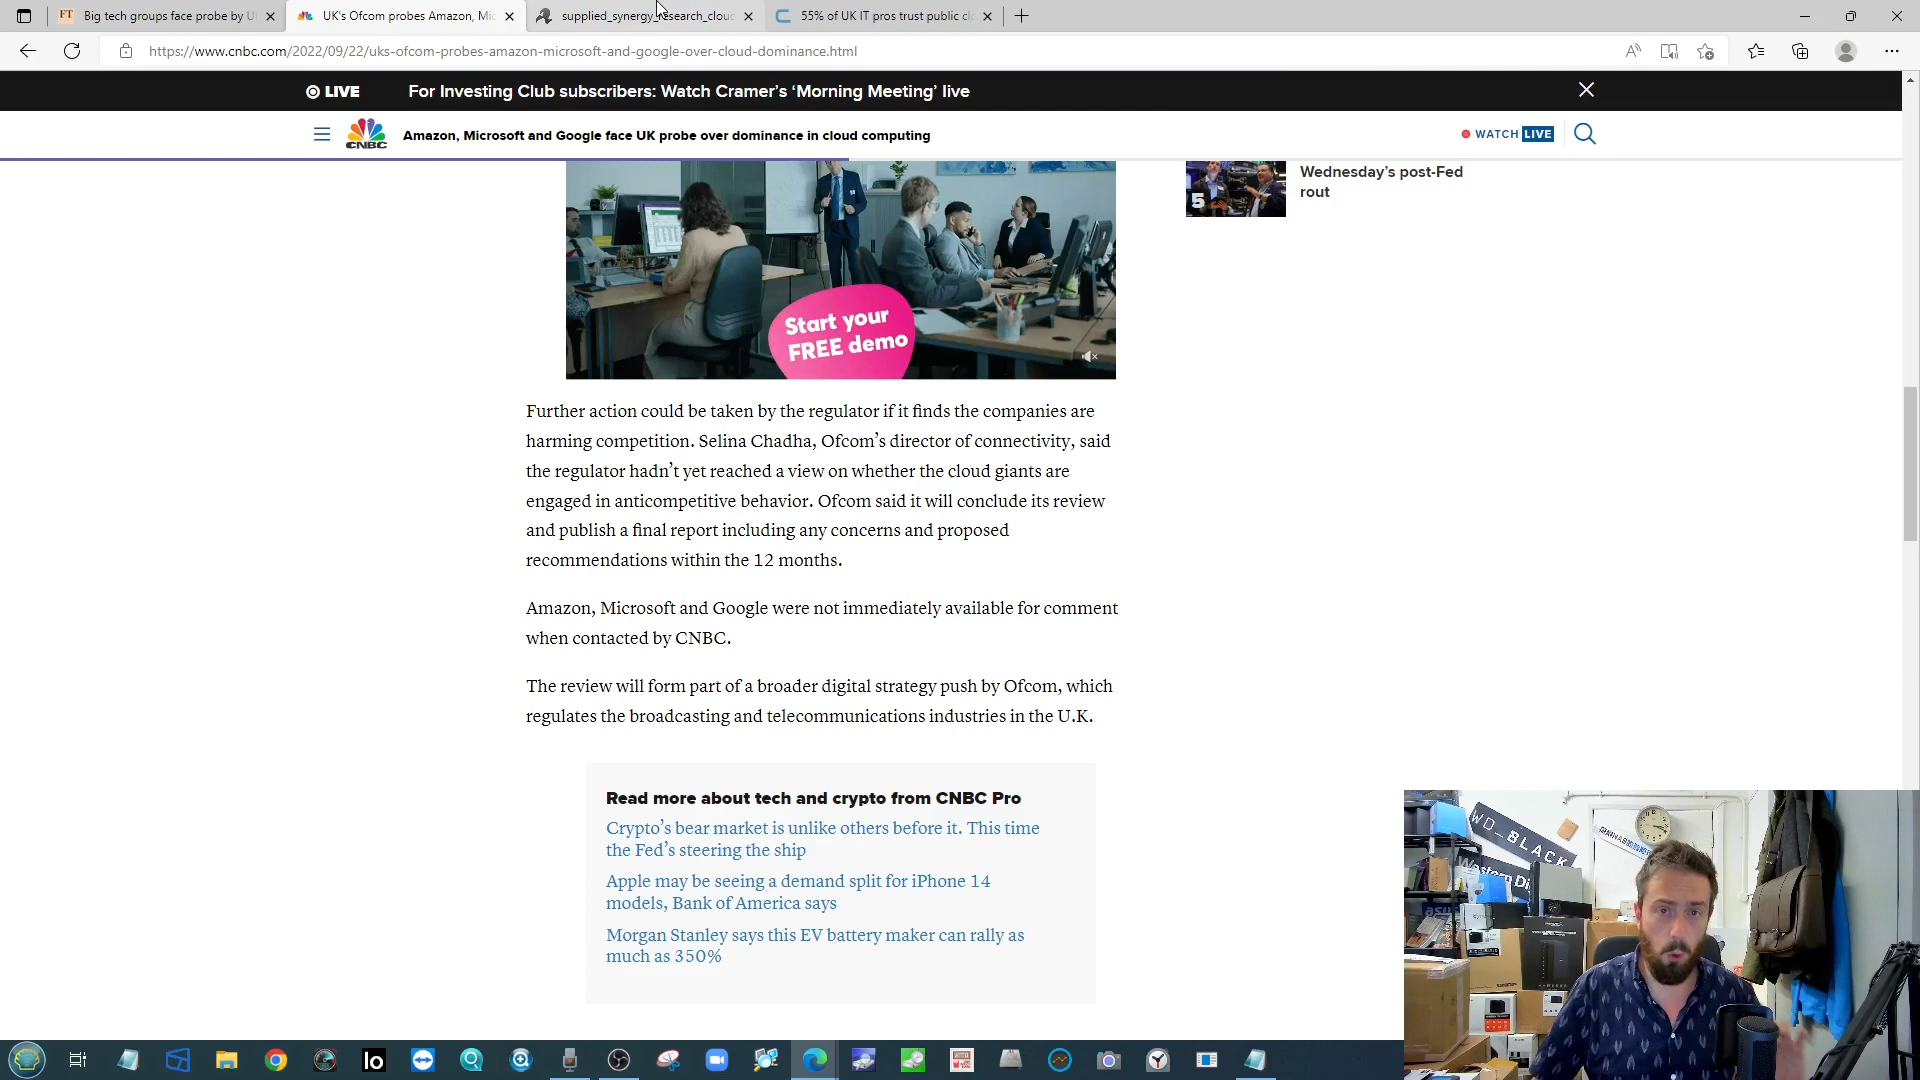 Big tech groups face probe by U
UK's Ofcom probes Amazon, Mic
supplied_synergy_research_clou
55% of UK IT pros trust public cl
https://www.cnbc.com/2022/09/22/uks-ofcom-probes-amazon-microsoft-and-google-over-cloud-dominance.html
LIVE
For Investing Club subscribers: Watch Cramer’s ‘Morning Meeting’ live
CNBC
Amazon, Microsoft and Google face UK probe over dominance in cloud computing
WATCH LIVE
5
Wednesday’s post-Fed
rout
Start your
FREE demo
Further action could be taken by the regulator if it finds the companies are
harming competition. Selina Chadha, Ofcom’s director of connectivity, said
the regulator hadn’t yet reached a view on whether the cloud giants are
engaged in anticompetitive behavior. Ofcom said it will conclude its review
and publish a final report including any concerns and proposed
recommendations within the 12 months.
Amazon, Microsoft and Google were not immediately available for comment
when contacted by CNBC.
The review will form part of a broader digital strategy push by Ofcom, which
regulates the broadcasting and telecommunications industries in the U.K.
Read more about tech and crypto from CNBC Pro
Crypto’s bear market is unlike others before it. This time
the Fed’s steering the ship
Apple may be seeing a demand split for iPhone 14
models, Bank of America says
Morgan Stanley says this EV battery maker can rally as
much as 350%
WD_BLACK
Western Di